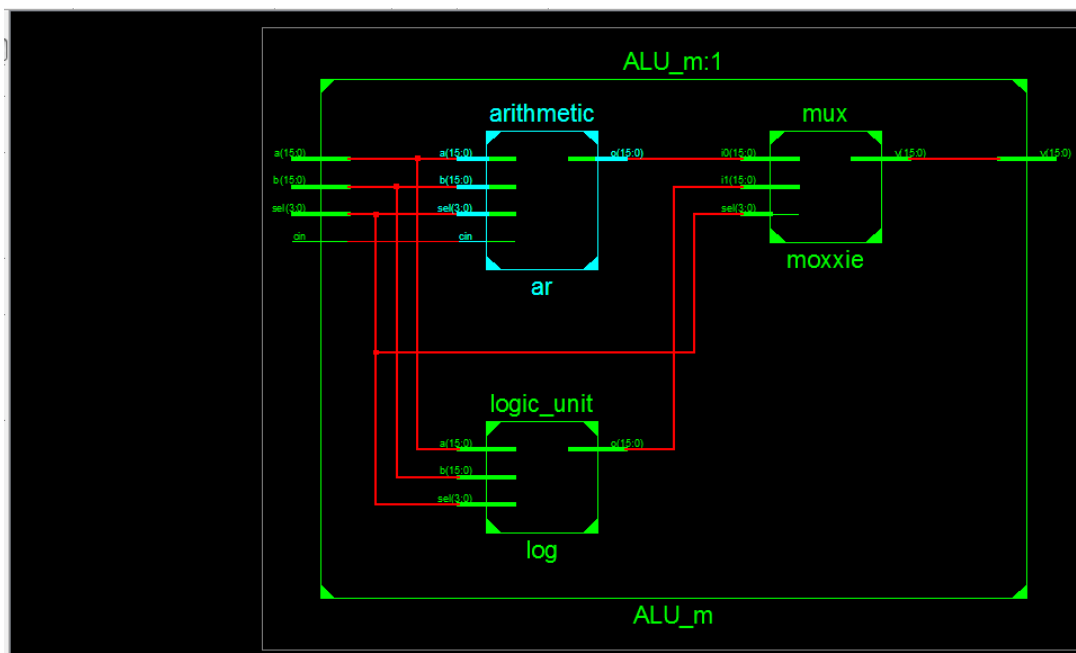 ALU_m:1
arithmetic
mux
a(15:0)
a(15:0)
o(15:0)
i0(15:0)
y(15:0)
y(15:0)
b(15:0)
b(15:0)
i1(15:0)
sel(3:0)
sel(3:0)
sel(3:0)
cin
cin
moxxie
ar
logic_unit
a(15:0)
o(15:0)
b(15:0)
sel(3:0)
log
ALU_m